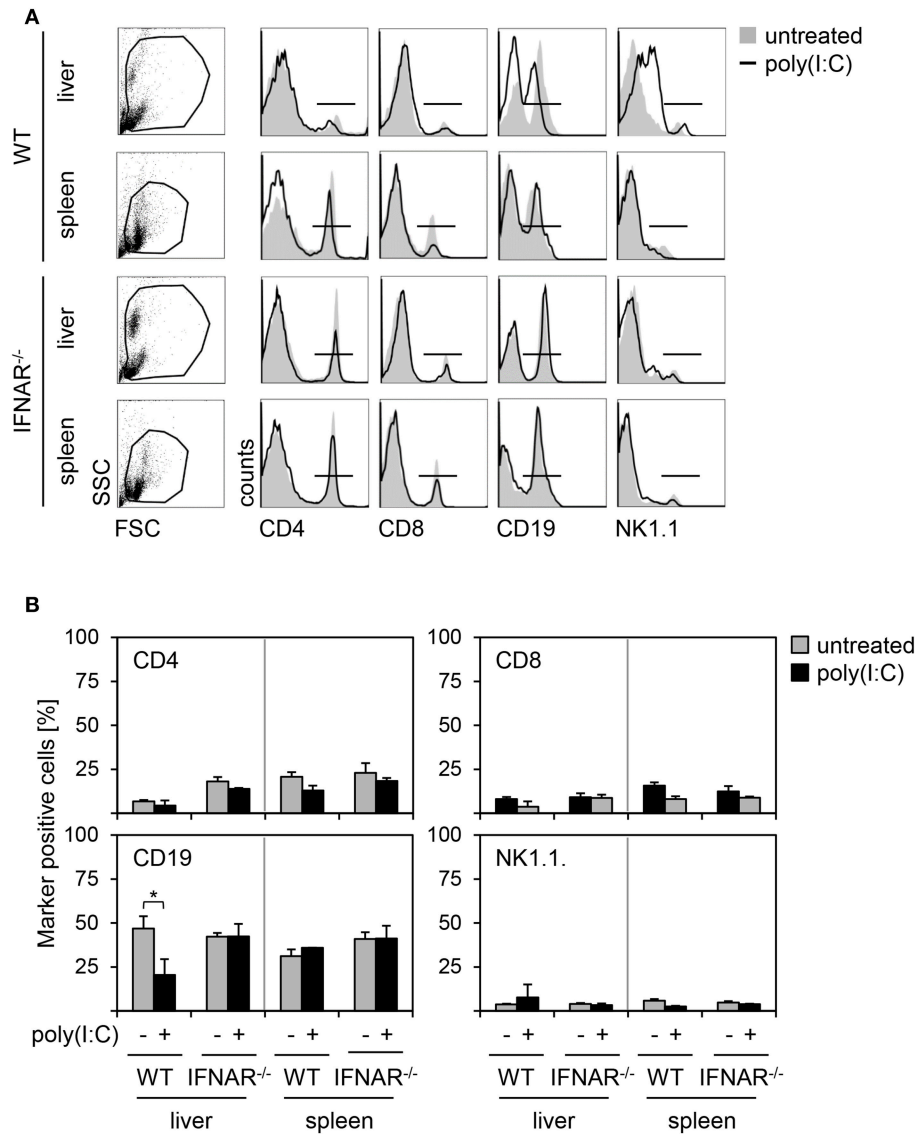 A
untreated
poly(I:C)
WT
liver
spleen
IFNAR-/-
liver
spleen
SSC
counts
FSC
CD4
CD8
CD19
NK1.1
B
100
75
50
25
CD4
100
75
50
25
CD8
untreated
poly(I:C)
Marker positive cells [%]
100
75
50
25
CD19
*
100
75
50
25
NK1.1.
poly(I:C)
- + - + - + - +
- + - + - + - +
WT IFNAR-/- WT IFNAR-/-
WT IFNAR-/- WT IFNAR-/-
liver spleen
liver spleen